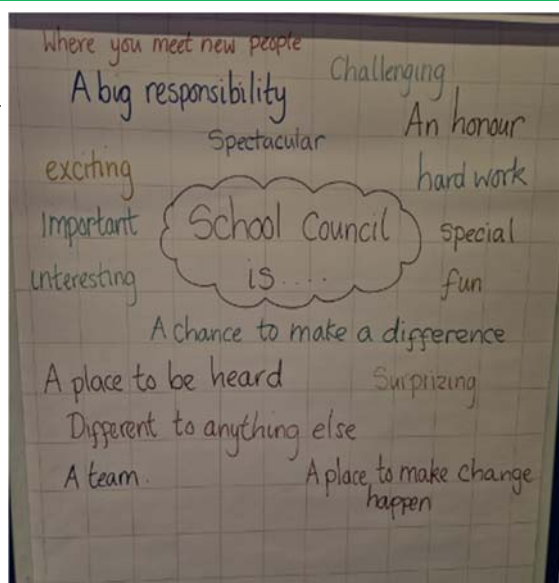 Where you meet new people
Challenging
A big responsibility
An honour
Spectacular
exciting
hard work
Important
School Council
is....
special
interesting
fun
A chance to make a difference
A place to be heard
Surprizing
Different to anything else
A team.
A place to make change
happen